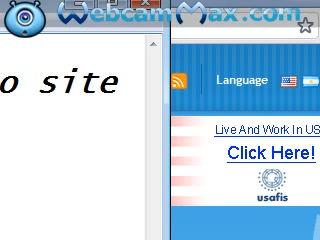 WebcamMax.com
o site
Language
Live And Work In US
Click Here!
usafis